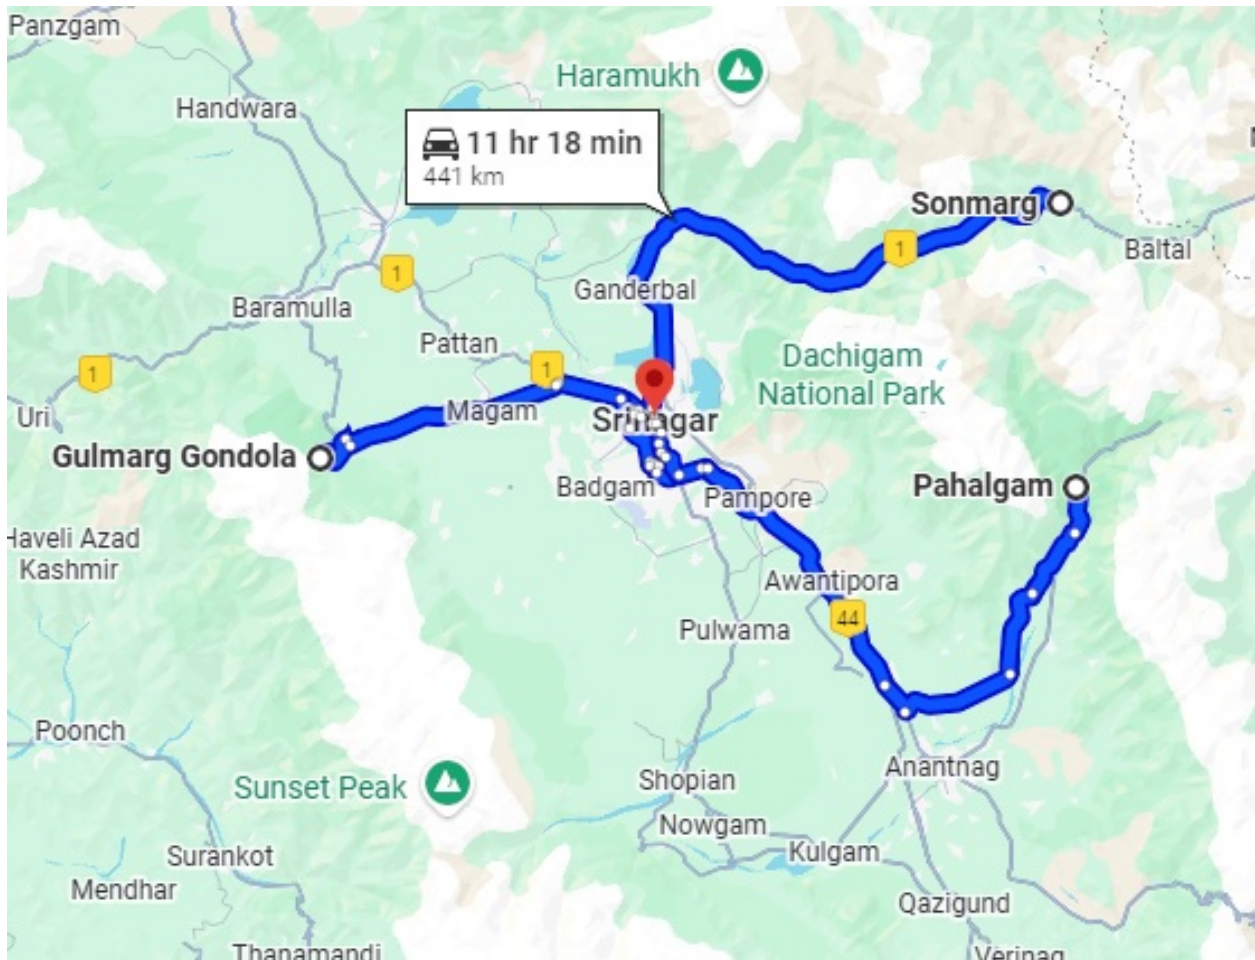 Panzgam
Haramukh
Handwara
11 hr 18 min
441 km
Sonmarg
1
Baltal
1
Ganderbal
Baramulla
Pattan
1
1
Dachigam
National Park
Uri
Magam
Srinagar
Gulmarg Gondola
Badgam
Pampore
Pahalgam
Haveli Azad
Kashmir
Awantipora
44
Pulwama
Poonch
Anantnag
Sunset Peak
Shopian
Nowgam
Kulgam
Surankot
Mendhar
Qazigund
Thanamandi
Verinag